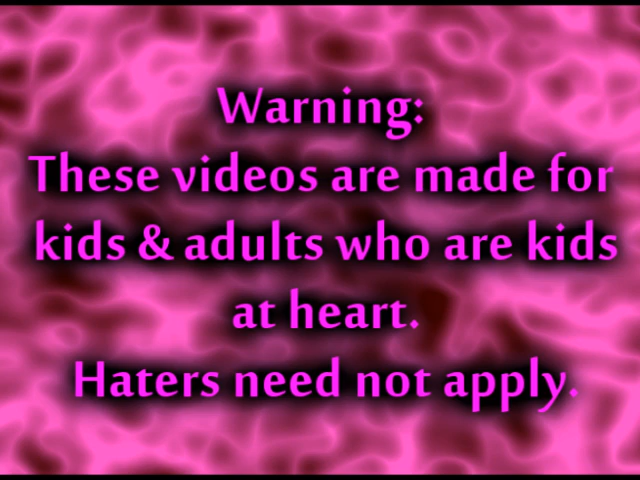 Warning:
These videos are made for
kids & adults who are kids
at heart.
Haters need not apply.